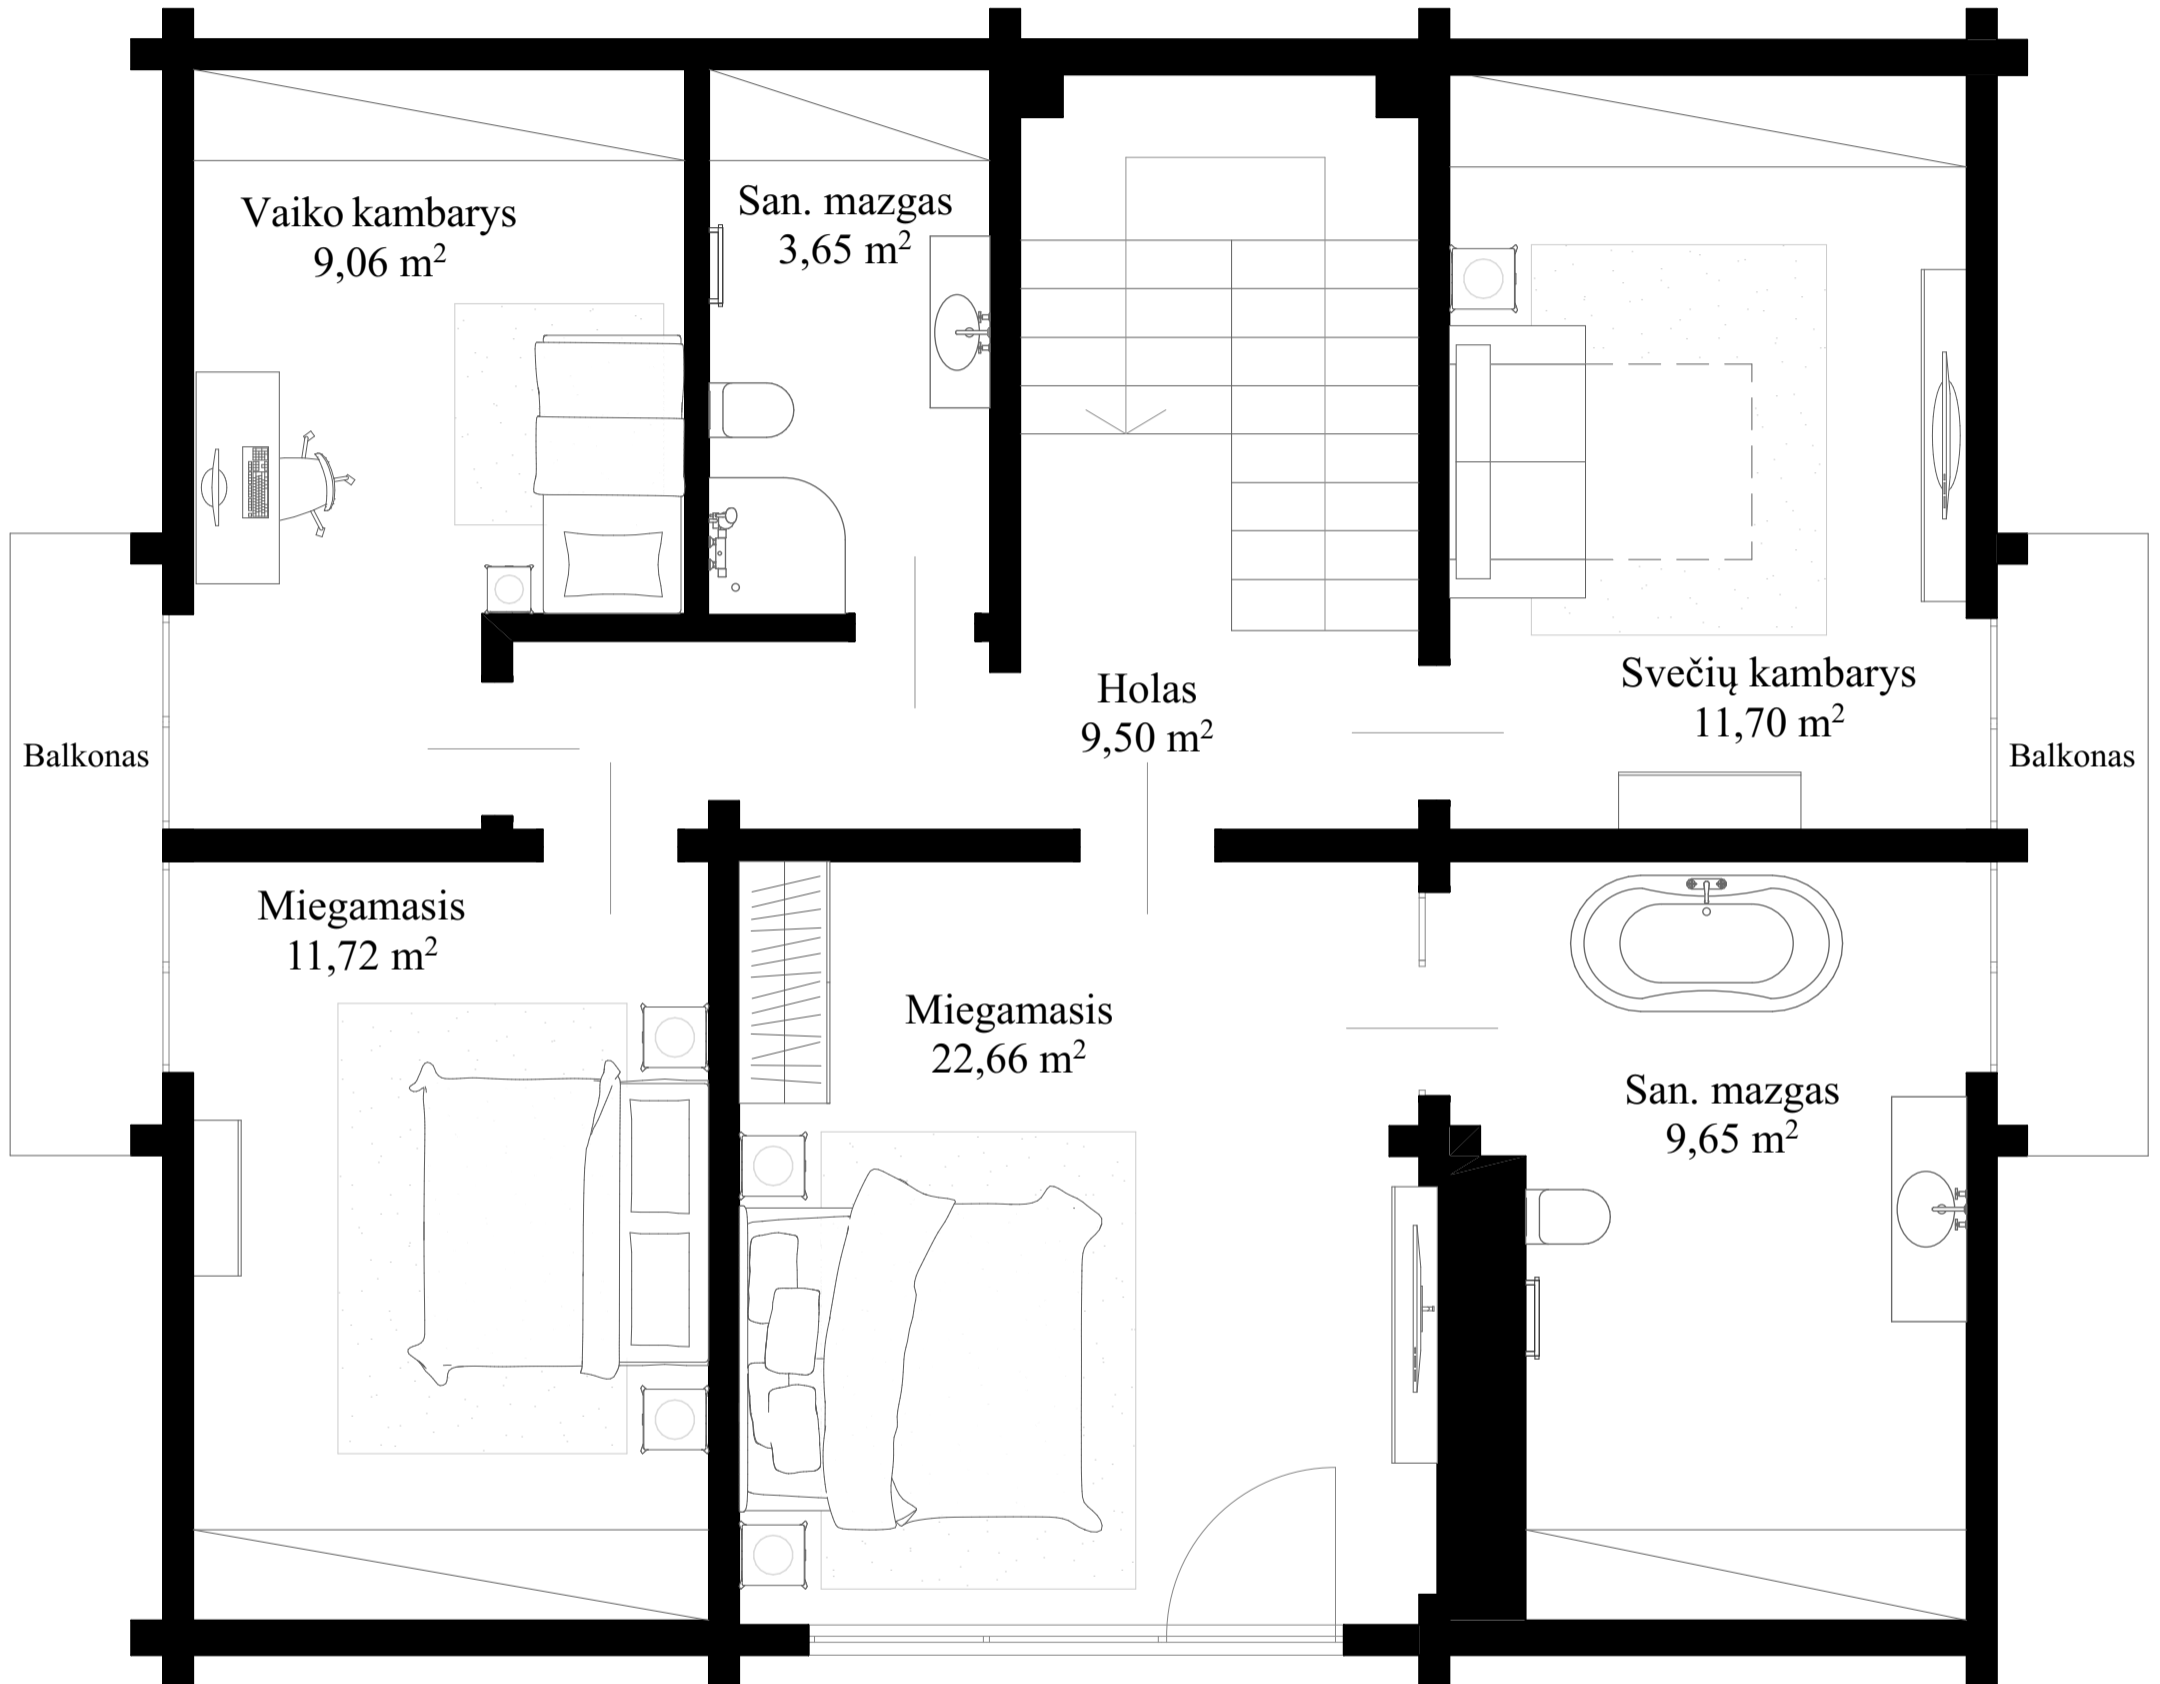 Vaiko kambarys
9,06 m²
San. mazgas
3,65 m²
Holas
9,50 m²
Svečių kambarys
11,70 m²
Balkonas
Balkonas
Miegamasis
11,72 m²
Miegamasis
22,66 m²
San. mazgas
9,65 m²